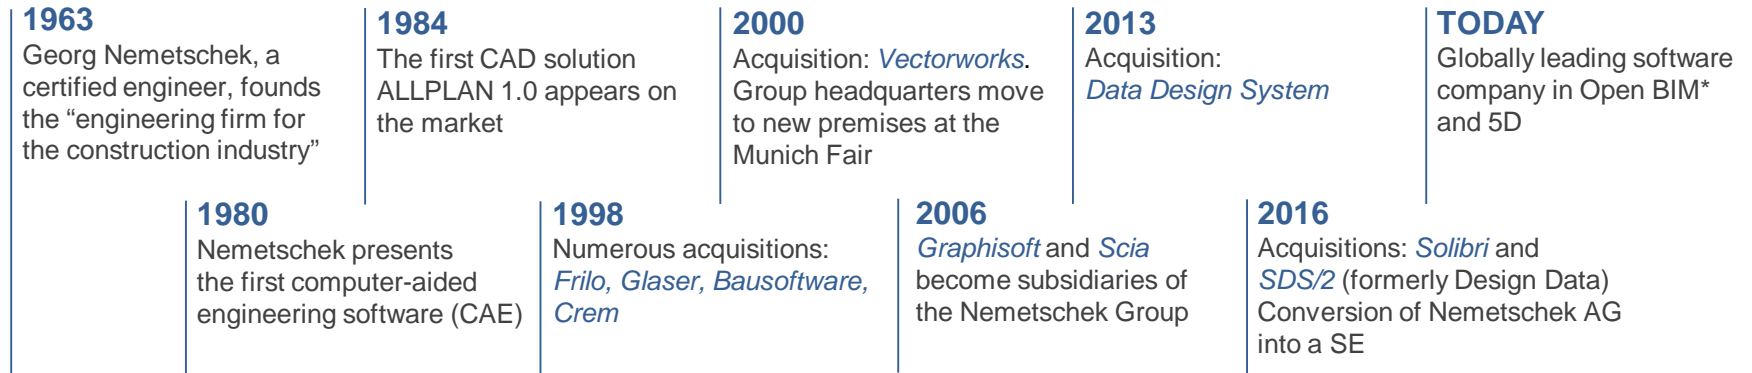 1963
Georg Nemetschek, a
certified engineer, founds
the “engineering firm for
the construction industry”
1980
Nemetschek presents
the first computer-aided
engineering software (CAE)
1984
The first CAD solution
ALLPLAN 1.0 appears on
the market
1998
Numerous acquisitions:
Frilo, Glaser, Bausoftware,
Crem
2000
Acquisition: Vectorworks.
Group headquarters move
to new premises at the
Munich Fair
2006
Graphisoft and Scia
become subsidiaries of
the Nemetschek Group
2013
Acquisition:
Data Design System
2016
Acquisitions: Solibri and
SDS/2 (formerly Design Data)
Conversion of Nemetschek AG
into a SE
TODAY
Globally leading software
company in Open BIM*
and 5D